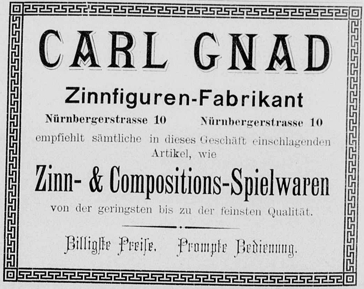 CARL GNAD
Zinnfiguren-Fabrikant
Nürnbergerstrasse 10 Nürnbergerstrasse 10
empfiehlt sämtliche in dieses Geschäft einschlagenden
Artikel, wie
Zinn- & Compositions-Spielwaren
von der geringsten bis zu der feinsten Qualität.
Billigste Preise. Prompte Bedienung.